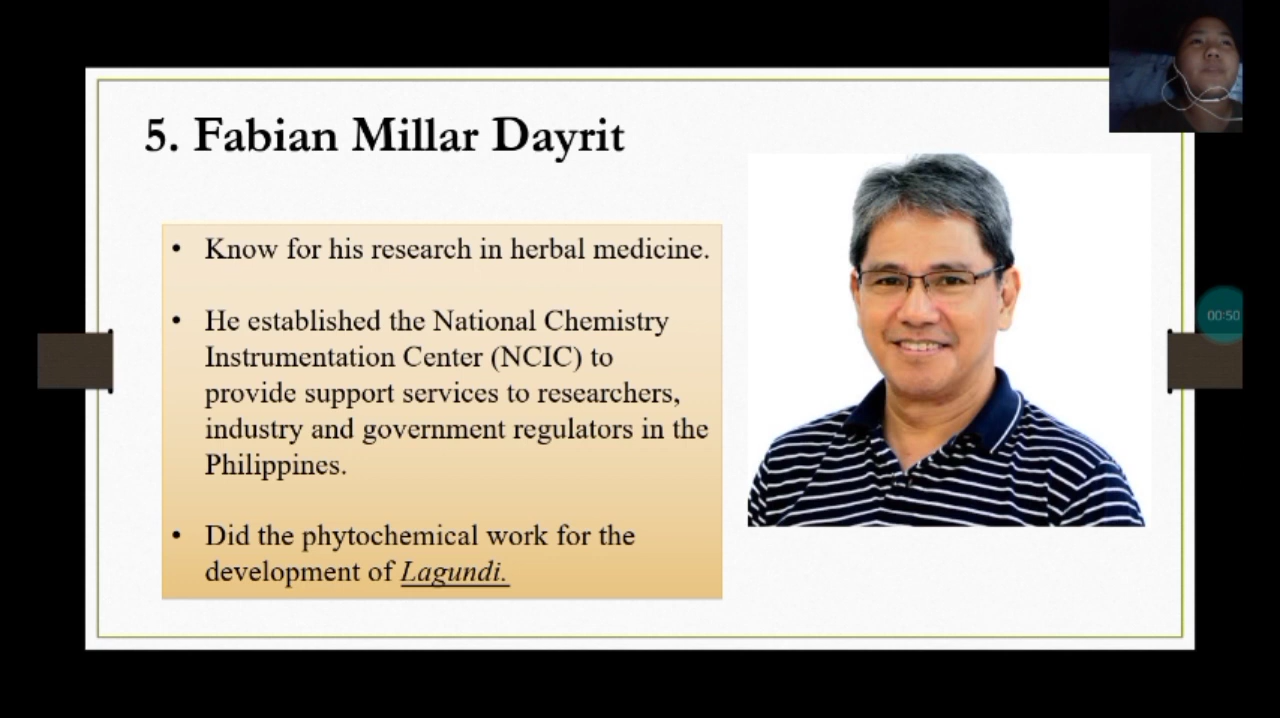 5. Fabian Millar Dayrit
• Know for his research in herbal medicine.
• He established the National Chemistry
Instrumentation Center (NCIC) to
provide support services to researchers,
industry and government regulators in the
Philippines.
• Did the phytochemical work for the
development of Lagundi.
00:50